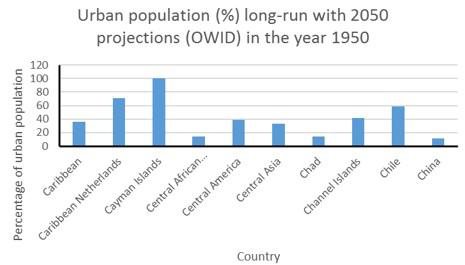 Urban population (%) long-run with 2050
projections (OWID) in the year 1950
Percentage of urban population
120
100
80
60
40
20
0
Caribbean
Caribbean Netherlands
Cayman Islands
Central African...
Central America
Central Asia
Chad
Channel Islands
Chile
China
Country